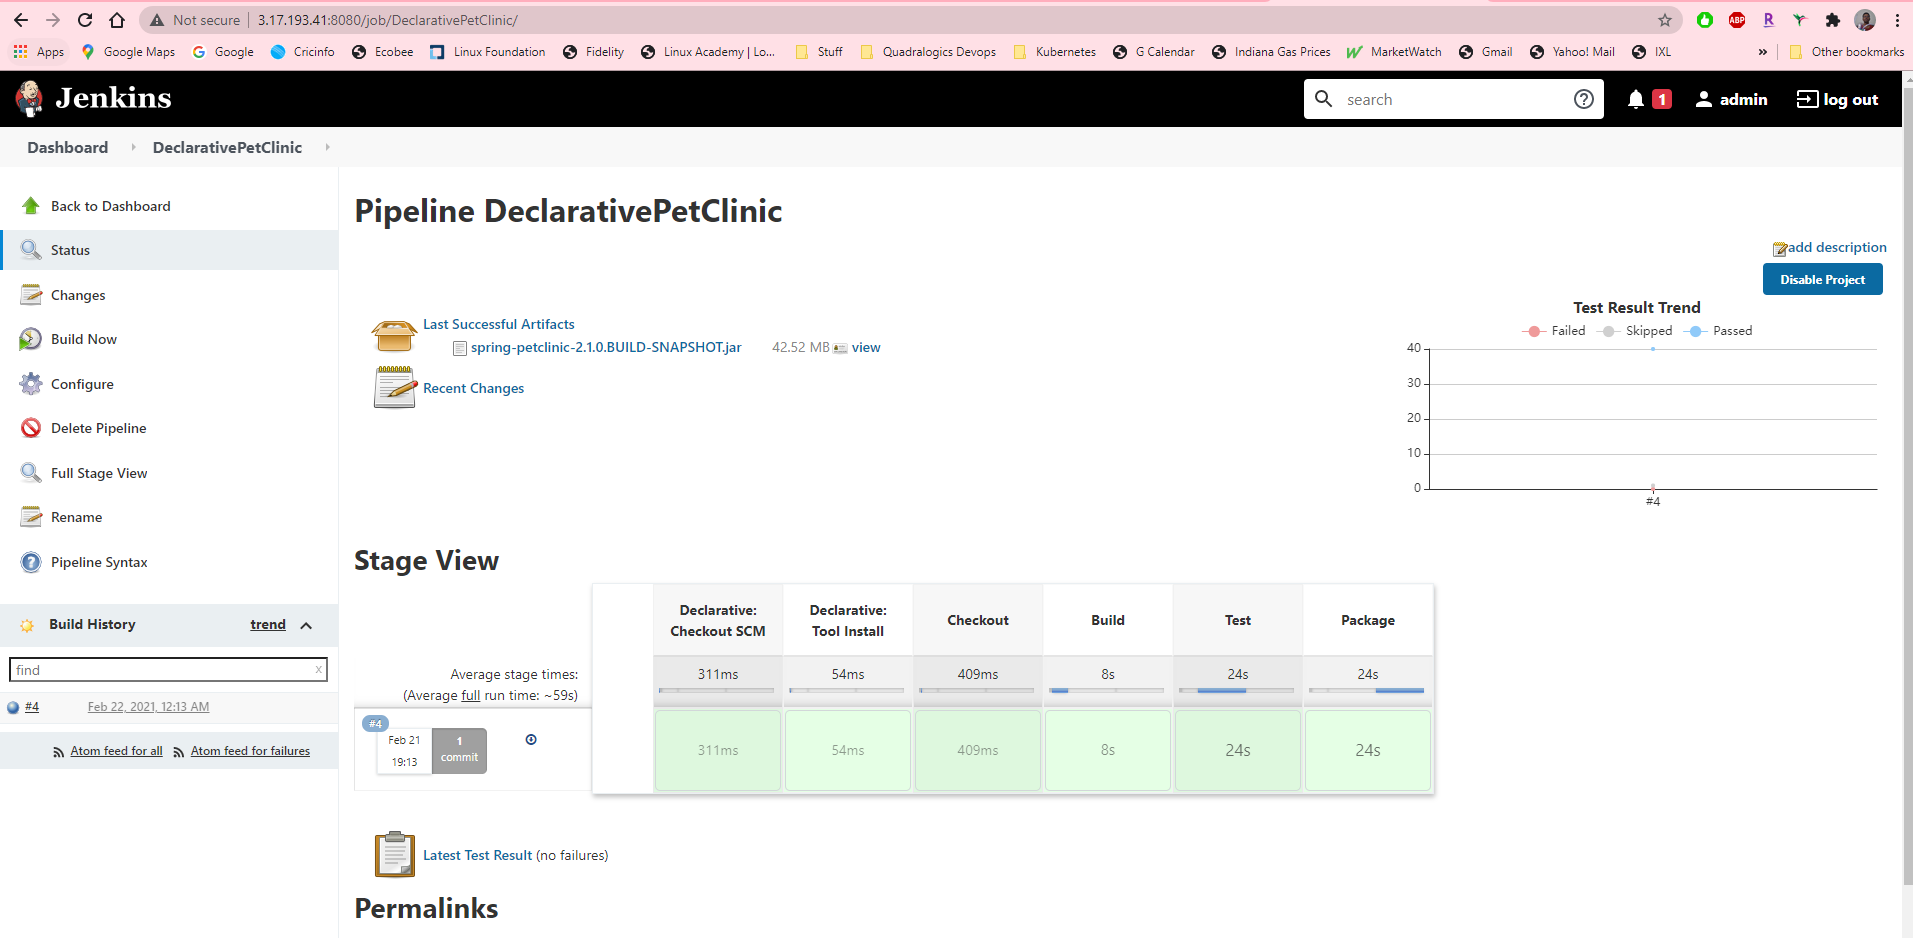 Not secure 3.17.193.41:8080/job/DeclarativePetClinic/
ABP
R
Apps Google Maps Google Cricinfo Ecobee Linux Foundation Fidelity Linux Academy | Lo... Stuff Quadralogics Devops Kubernetes G Calendar Indiana Gas Prices MarketWatch Gmail Yahoo! Mail IXL » Other bookmarks
Jenkins
search
1
admin
log out
Dashboard DeclarativePetClinic
Back to Dashboard
Status
Changes
Build Now
Configure
Delete Pipeline
Full Stage View
Rename
Pipeline Syntax
Build History trend
find x
#4 Feb 22, 2021, 12:13 AM
Atom feed for all Atom feed for failures
Pipeline DeclarativePetClinic
add description
Disable Project
Last Successful Artifacts
spring-petclinic-2.1.0.BUILD-SNAPSHOT.jar 42.52 MB view
Recent Changes
Test Result Trend
Failed Skipped Passed
40
30
20
10
0
#4
Stage View
Declarative: Checkout SCM
Declarative: Tool Install
Checkout
Build
Test
Package
Average stage times:
(Average full run time: ~59s)
311ms 54ms 409ms 8s 24s 24s
#4
Feb 21
19:13
1
commit
311ms 54ms 409ms 8s 24s 24s
Latest Test Result (no failures)
Permalinks